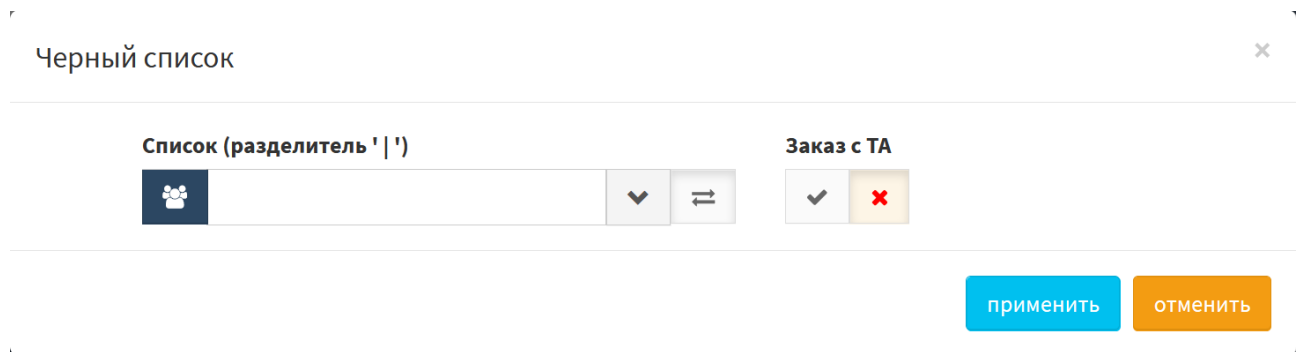 Черный список
Список (разделитель ' | ')
Заказ с ТА
применить
отменить